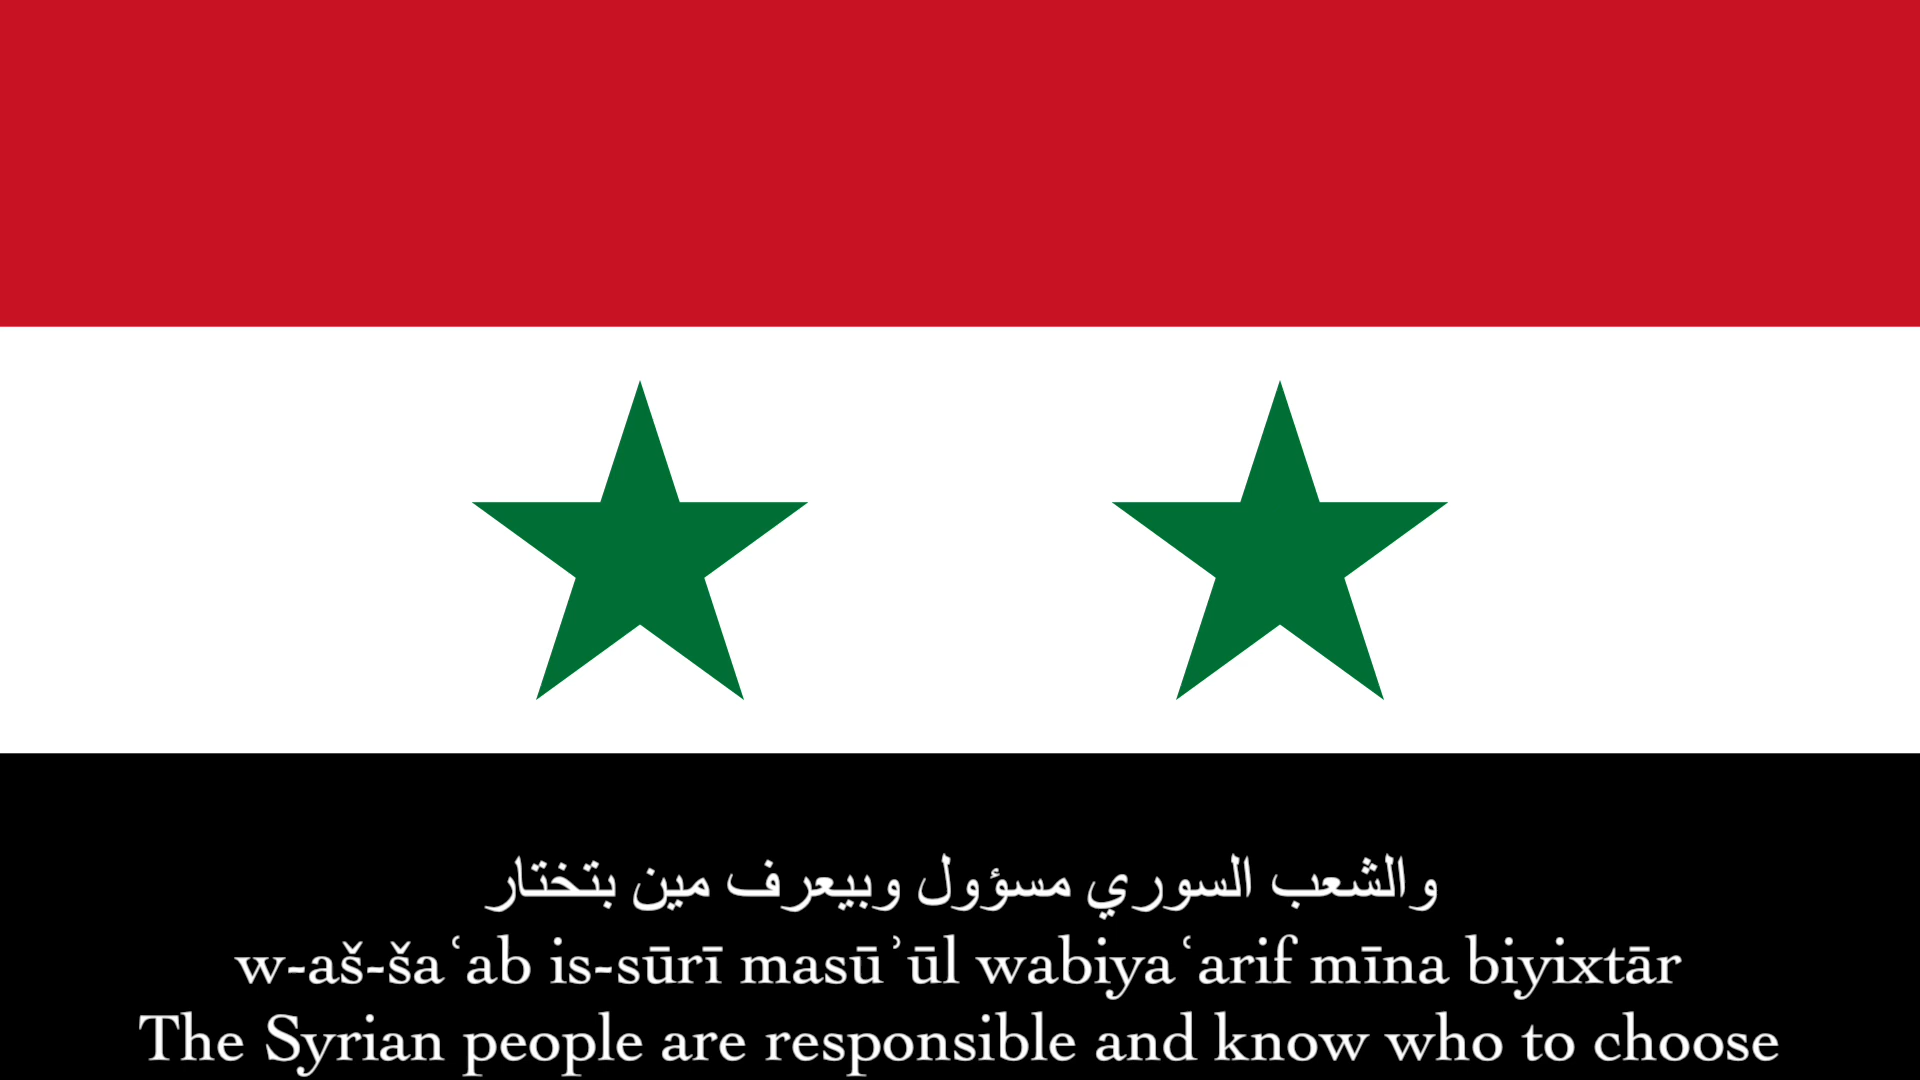 والشعب السوري مسؤول وبيعرف مين بتختار
w-aš-šaʿab is-sūrī masūʾūl wabiyaʿarif mīna biyixtār
The Syrian people are responsible and know who to choose